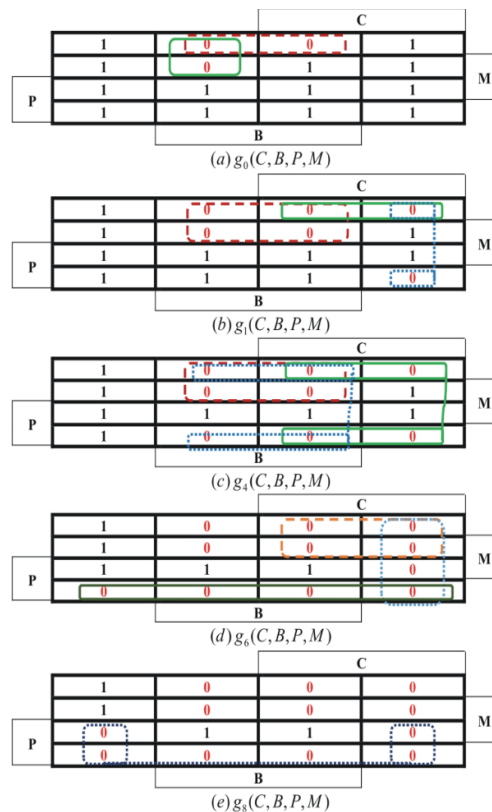 C
1 0 0 1
1 0 1 1
M
P
1 1 1 1
1 1 1 1
B
(a) g0(C, B, P, M)
C
1 0 0 0
1 0 0 1
M
P
1 1 1 1
1 1 1 0
B
(b) g1(C, B, P, M)
C
1 0 0 0
1 0 0 1
M
P
1 1 1 1
1 0 0 0
B
(c) g4(C, B, P, M)
C
1 0 0 0
1 0 0 0
M
P
1 1 1 0
0 0 0 0
B
(d) g6(C, B, P, M)
C
1 0 0 0
1 0 0 0
M
P
0 1 1 0
0 0 0 0
B
(e) g8(C, B, P, M)